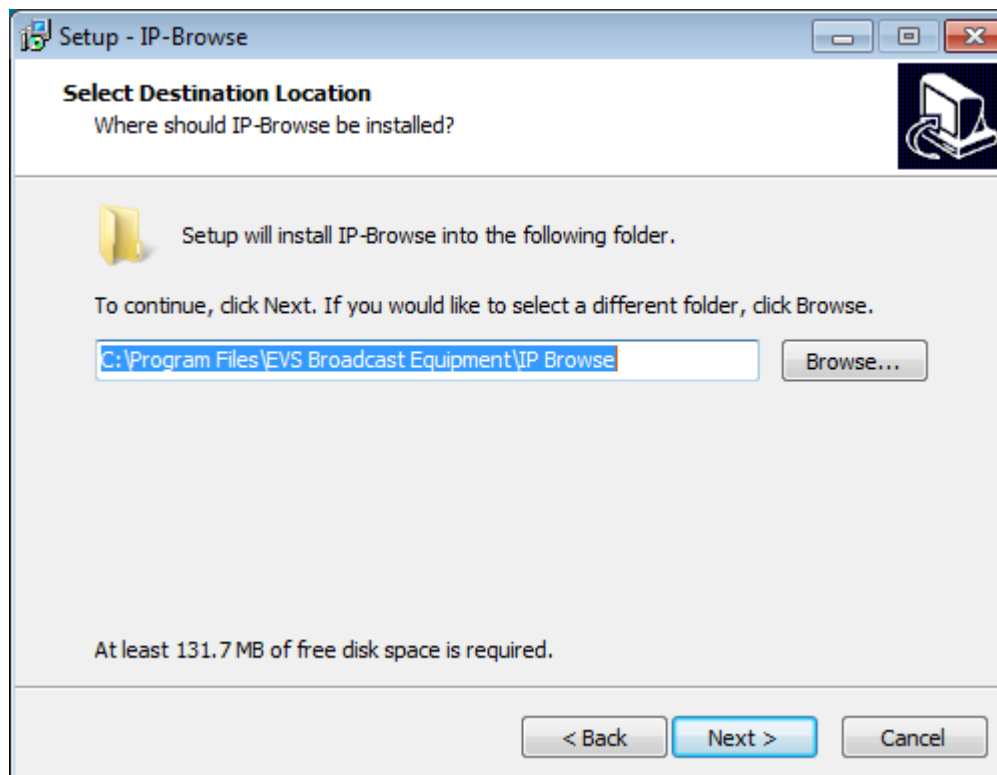 Setup - IP-Browse
Select Destination Location
Where should IP-Browse be installed?
Setup will install IP-Browse into the following folder.
To continue, click Next. If you would like to select a different folder, click Browse.
C:\Program Files\EVS Broadcast Equipment\IP Browse
Browse...
At least 131.7 MB of free disk space is required.
< Back
Next >
Cancel